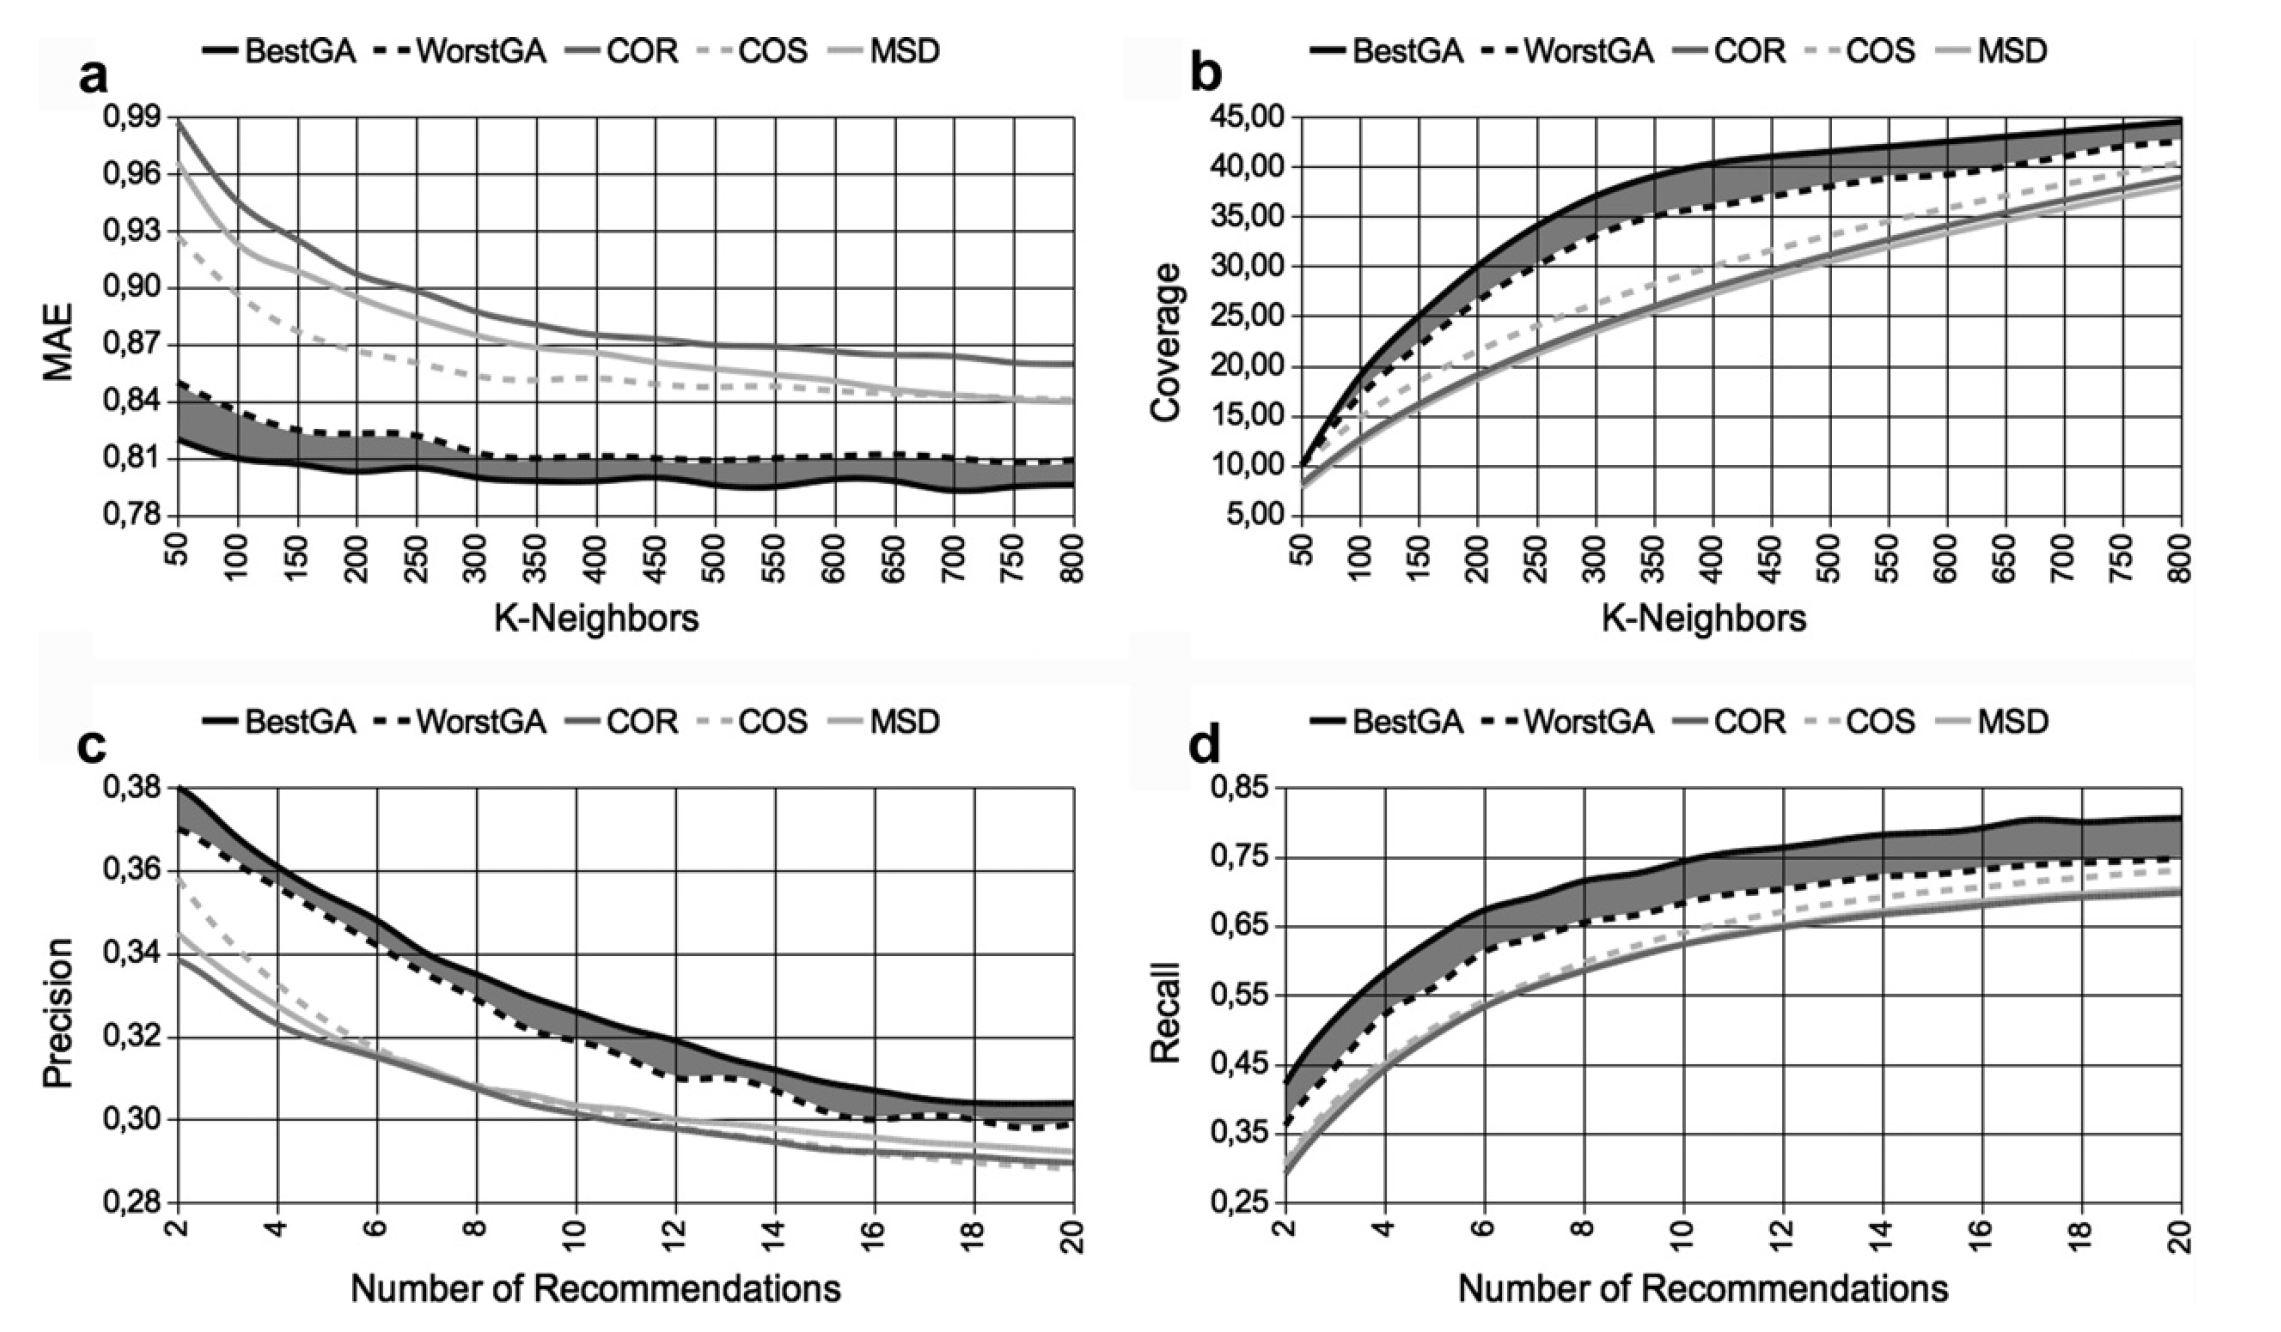 BestGA WorstGA COR COS MSD
a
0,99
0,96
0,93
0,90
0,87
0,84
0,81
0,78
MAE
50 100 150 200 250 300 350 400 450 500 550 600 650 700 750 800
K-Neighbors
BestGA WorstGA COR COS MSD
b
45,00
40,00
35,00
30,00
25,00
20,00
15,00
10,00
5,00
Coverage
50 100 150 200 250 300 350 400 450 500 550 600 650 700 750 800
K-Neighbors
BestGA WorstGA COR COS MSD
c
0,38
0,36
0,34
0,32
0,30
0,28
Precision
2 4 6 8 10 12 14 16 18 20
Number of Recommendations
BestGA WorstGA COR COS MSD
d
0,85
0,75
0,65
0,55
0,45
0,35
0,25
Recall
2 4 6 8 10 12 14 16 18 20
Number of Recommendations